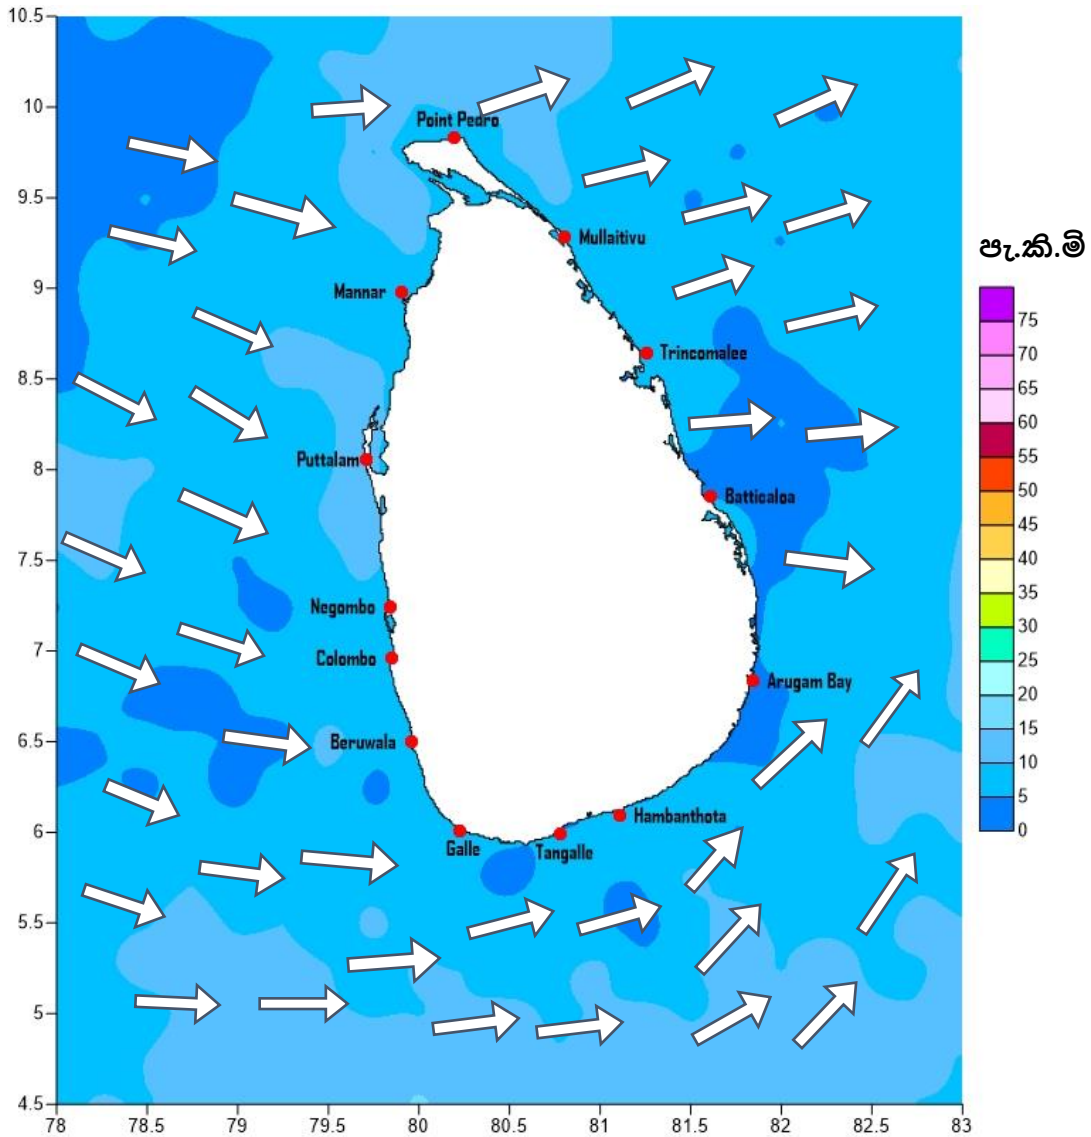 10.5
10
Point Pedro
9.5
Mullaitivu
පැ.කි.මි
9
Mannar
75
Trincomalee
70
8.5
65
60
Puttalam
8
55
Batticaloa
50
45
7.5
40
35
Negombo
30
7
Colombo
25
Arugam Bay
20
6.5
Beruwala
15
10
6
Hambanthota
5
0
Galle
Tangalle
5.5
5
4.5
78 78.5 79 79.5 80 80.5 81 81.5 82 82.5 83